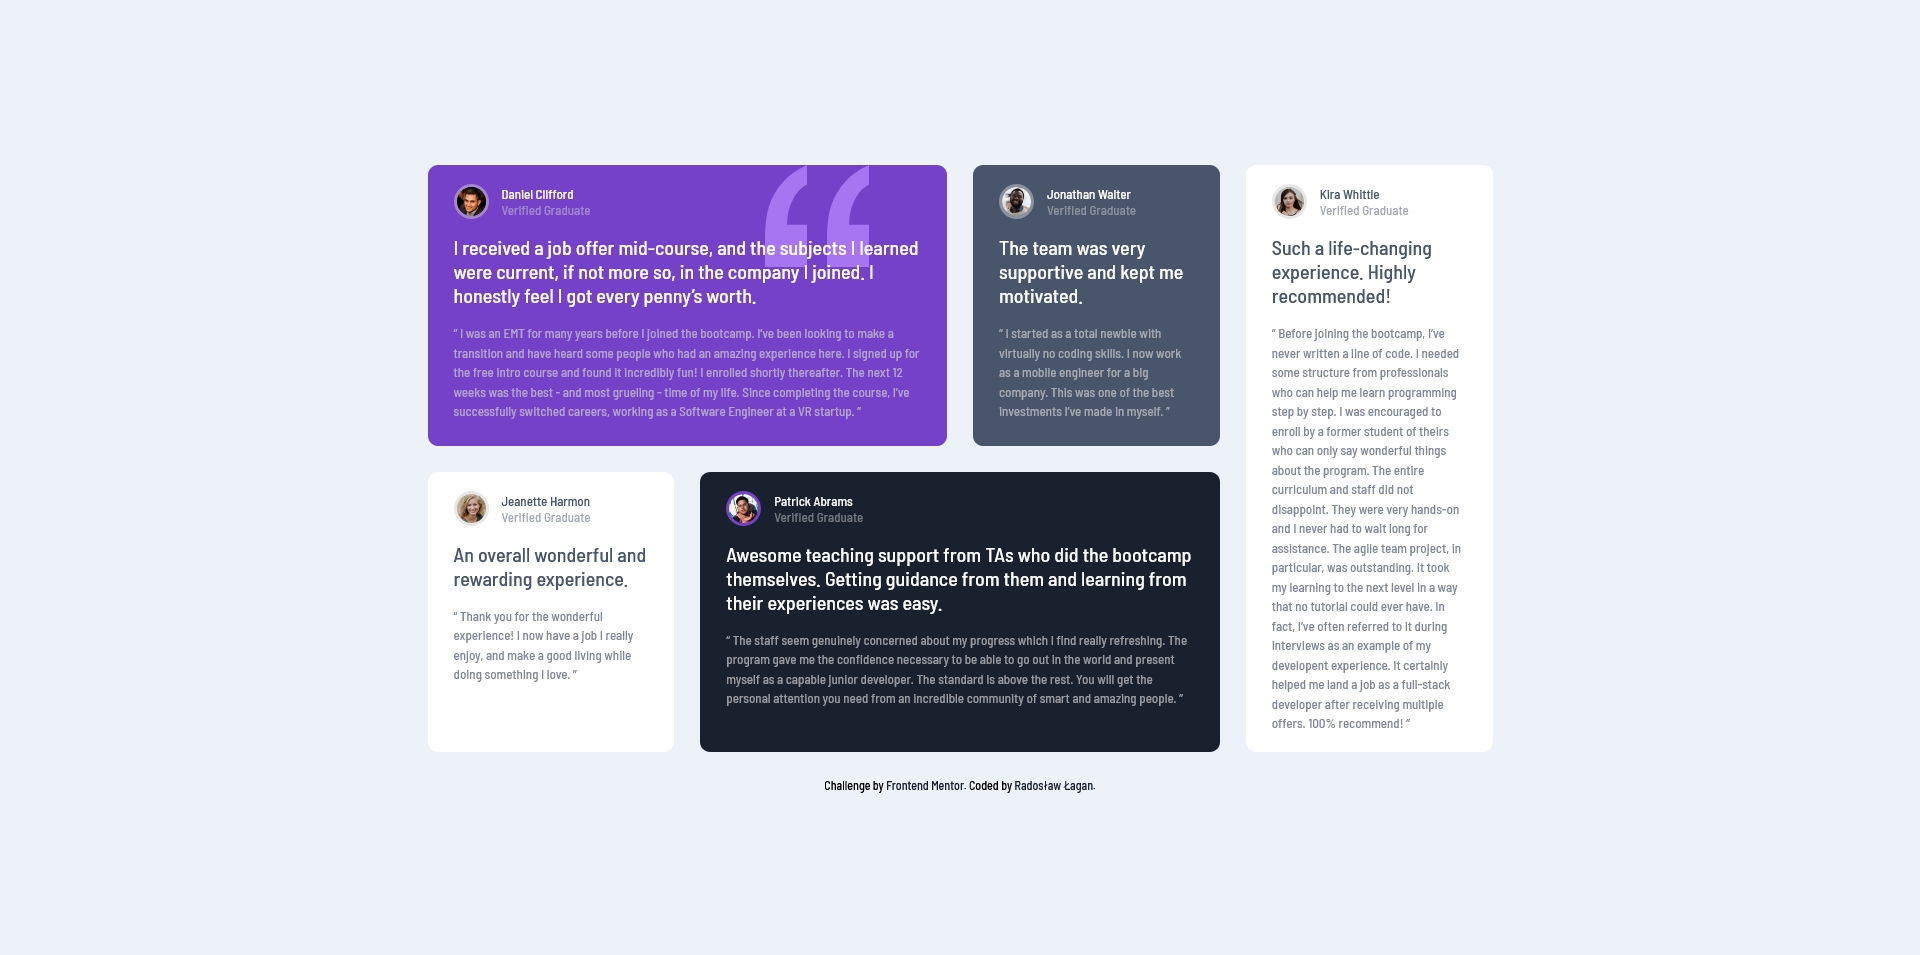 Daniel Clifford
Verified Graduate
I received a job offer mid-course, and the subjects I learned
were current, if not more so, in the company I joined. I
honestly feel I got every penny’s worth.
“ I was an EMT for many years before I joined the bootcamp. I’ve been looking to make a
transition and have heard some people who had an amazing experience here. I signed up for
the free intro course and found it incredibly fun! I enrolled shortly thereafter. The next 12
weeks was the best - and most grueling - time of my life. Since completing the course, I’ve
successfully switched careers, working as a Software Engineer at a VR startup. ”
Jonathan Walter
Verified Graduate
The team was very
supportive and kept me
motivated.
“ I started as a total newbie with
virtually no coding skills. I now work
as a mobile engineer for a big
company. This was one of the best
investments I’ve made in myself. ”
Kira Whittle
Verified Graduate
Such a life-changing
experience. Highly
recommended!
“ Before joining the bootcamp, I’ve
never written a line of code. I needed
some structure from professionals
who can help me learn programming
step by step. I was encouraged to
enroll by a former student of theirs
who can only say wonderful things
about the program. The entire
curriculum and staff did not
disappoint. They were very hands-on
and I never had to wait long for
assistance. The agile team project, in
particular, was outstanding. It took
my learning to the next level in a way
that no tutorial could ever have. In
fact, I’ve often referred to it during
interviews as an example of my
developent experience. It certainly
helped me land a job as a full-stack
developer after receiving multiple
offers. 100% recommend! ”
Jeanette Harmon
Verified Graduate
An overall wonderful and
rewarding experience.
“ Thank you for the wonderful
experience! I now have a job I really
enjoy, and make a good living while
doing something I love. ”
Patrick Abrams
Verified Graduate
Awesome teaching support from TAs who did the bootcamp
themselves. Getting guidance from them and learning from
their experiences was easy.
“ The staff seem genuinely concerned about my progress which I find really refreshing. The
program gave me the confidence necessary to be able to go out in the world and present
myself as a capable junior developer. The standard is above the rest. You will get the
personal attention you need from an incredible community of smart and amazing people. ”
Challenge by Frontend Mentor. Coded by Radosław Łagan.